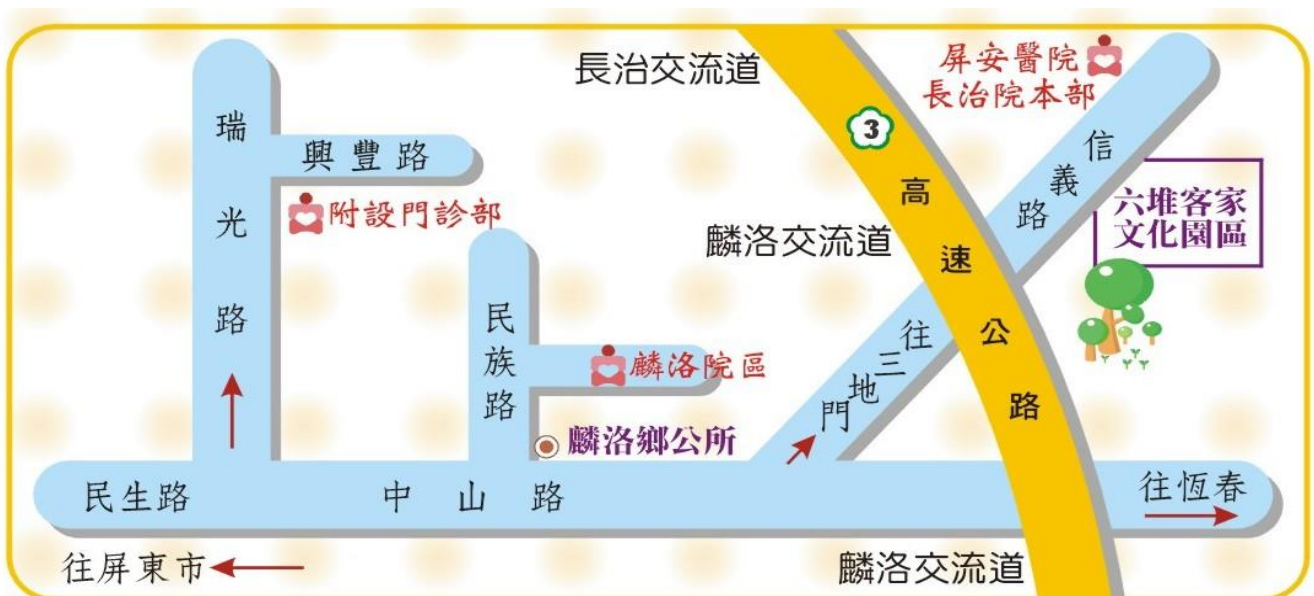 長治交流道
屏安醫院
長治院本部
3
高速公路
瑞光路
興豐路
附設門診部
信義路
六堆客家
文化園區
麟洛交流道
民族路
往三地門
麟洛院區
麟洛鄉公所
民生路
中山路
往恆春
往屏東市
麟洛交流道